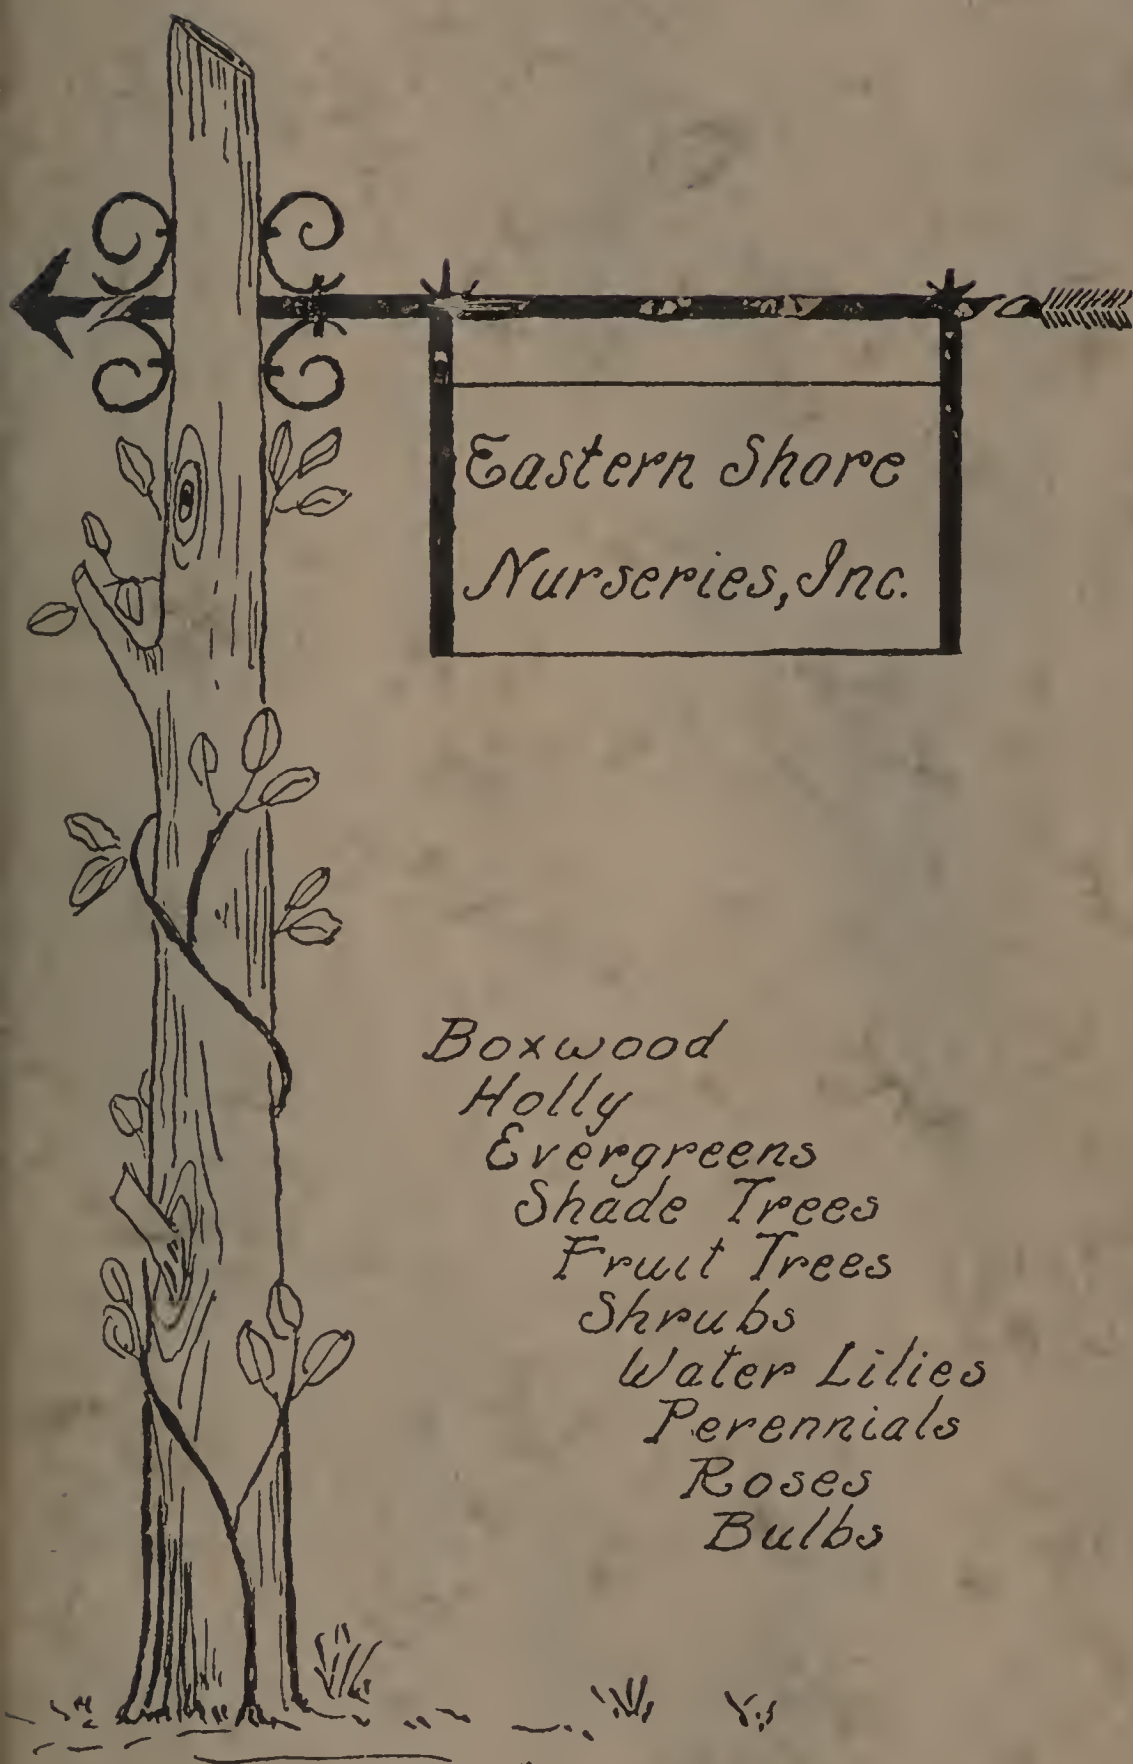 Eastern Shore
Nurseries, Inc.
Boxwood
Holly
Evergreens
Shade Trees
Fruit Trees
Shrubs
Water Lilies
Perennials
Roses
Bulbs